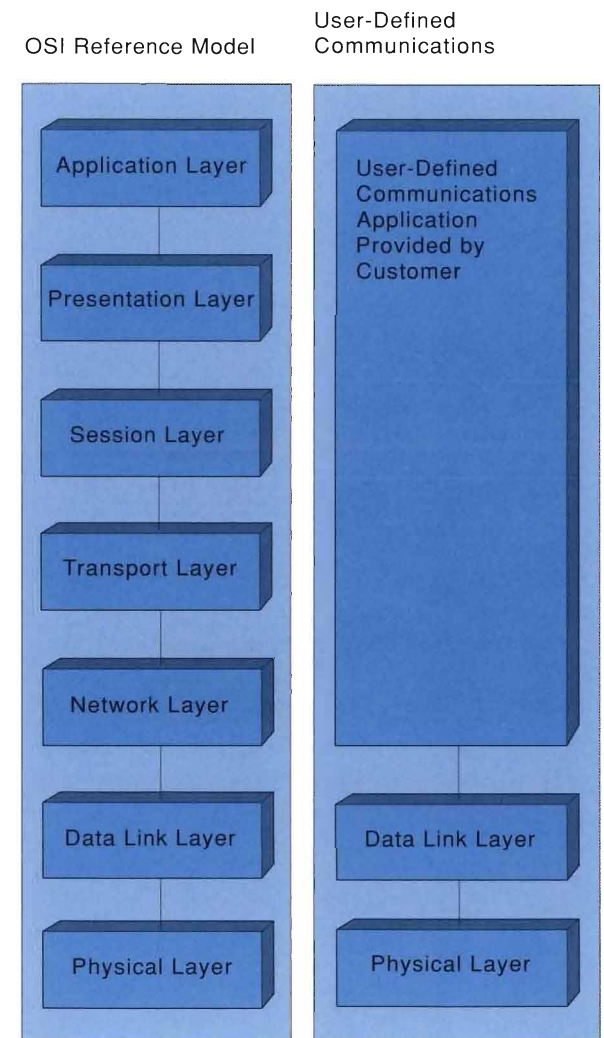 OSI Reference Model
Application Layer
Presentation Layer
Session Layer
Transport Layer
Network Layer
Data Link Layer
Physical Layer
User-Defined
Communications
User-Defined
Communications
Application
Provided by
Customer
Data Link Layer
Physical Layer